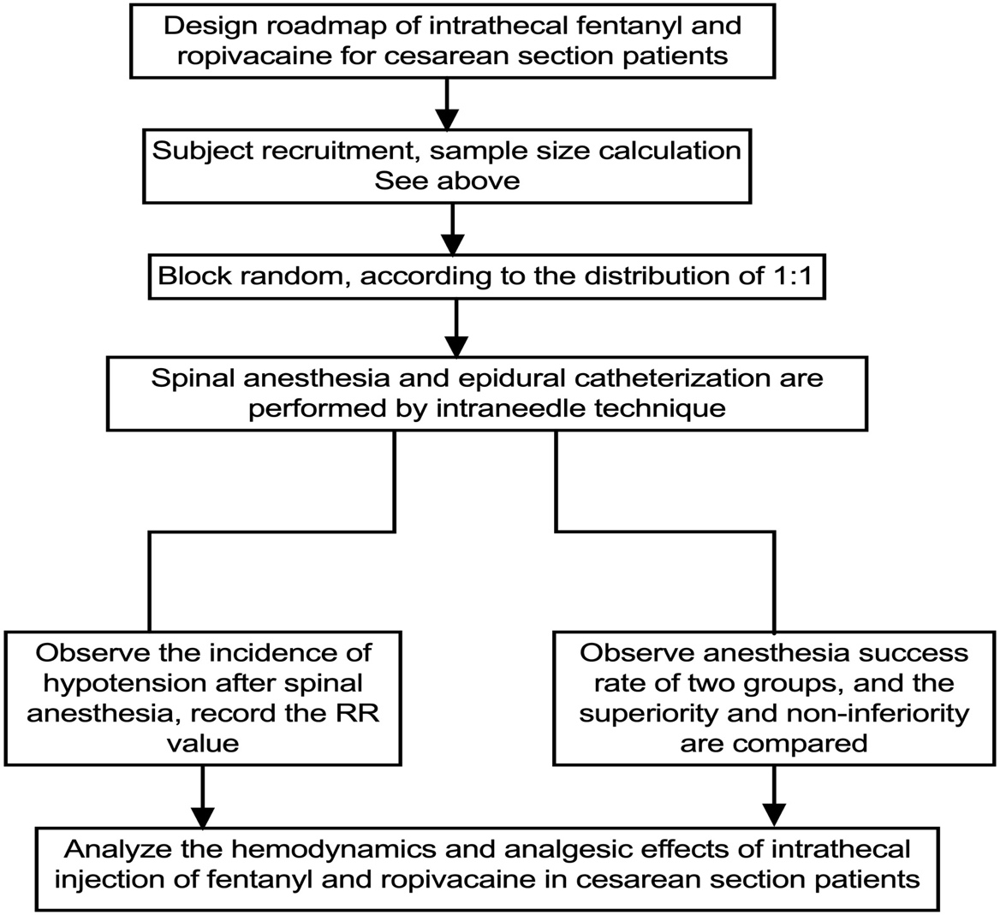 Design roadmap of intrathecal fentanyl and
ropivacaine for cesarean section patients
Subject recruitment, sample size calculation
See above
Block random, according to the distribution of 1:1
Spinal anesthesia and epidural catheterization are
performed by intraneedle technique
Observe the incidence of
hypotension after spinal
anesthesia, record the RR
value
Observe anesthesia success
rate of two groups, and the
superiority and non-inferiority
are compared
Analyze the hemodynamics and analgesic effects of intrathecal
injection of fentanyl and ropivacaine in cesarean section patients